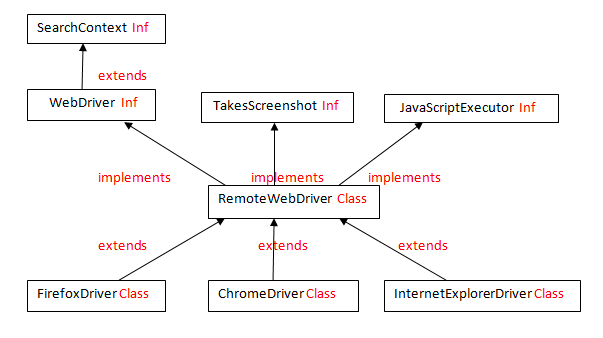 SearchContext Inf
extends
WebDriver Inf
TakesScreenshot Inf
JavaScriptExecutor Inf
implements
implements
implements
RemoteWebDriver Class
extends
extends
extends
FirefoxDriver Class
ChromeDriver Class
InternetExplorerDriver Class